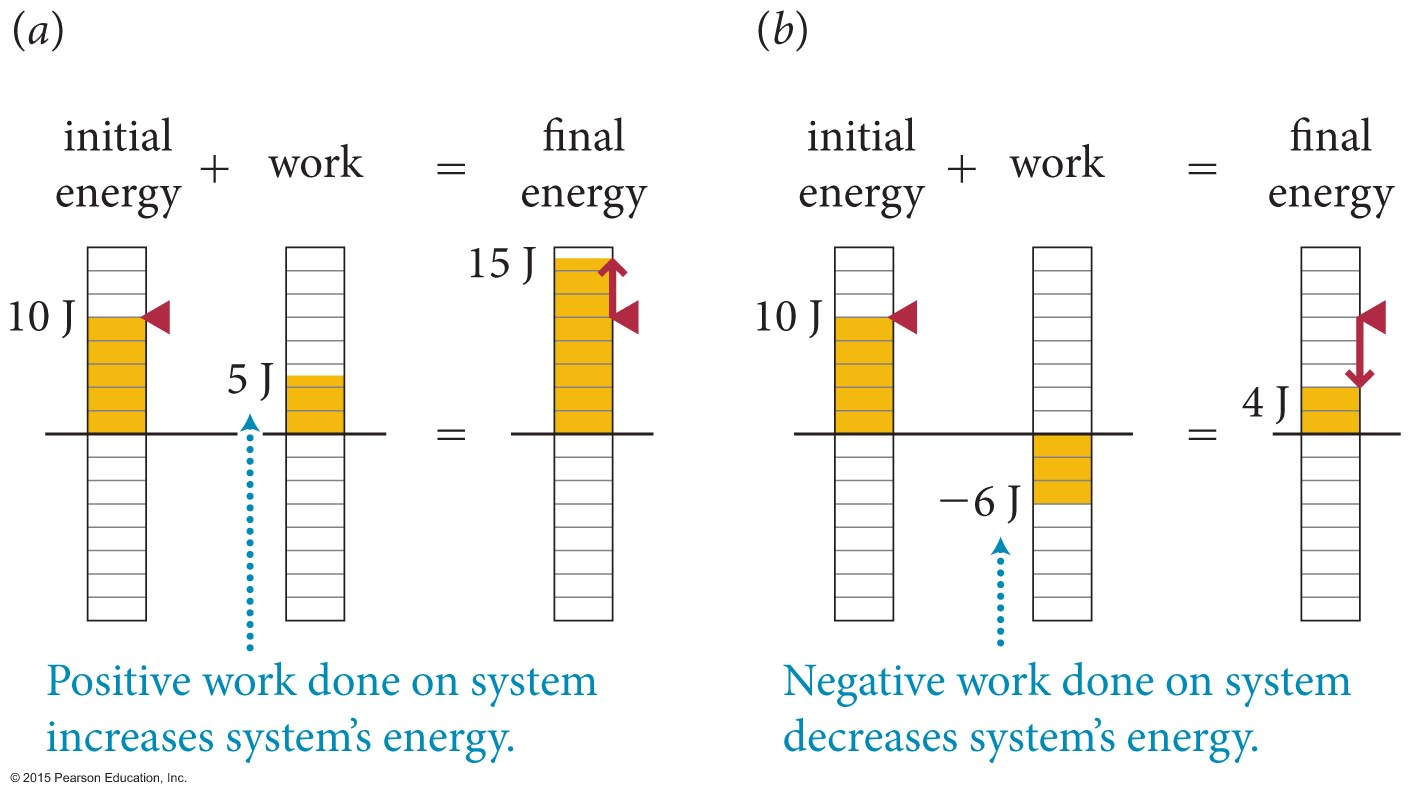 (a)
initial
energy
+
work
=
final
energy
10 J
5 J
15 J
=
Positive work done on system
increases system’s energy.
(b)
initial
energy
+
work
=
final
energy
10 J
−6 J
4 J
=
Negative work done on system
decreases system’s energy.
© 2015 Pearson Education, Inc.